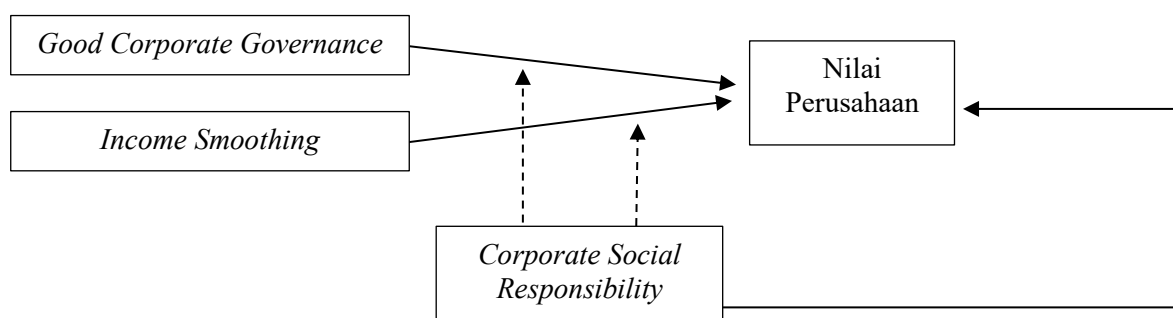 Good Corporate Governance
Nilai
Perusahaan
Income Smoothing
Corporate Social
Responsibility